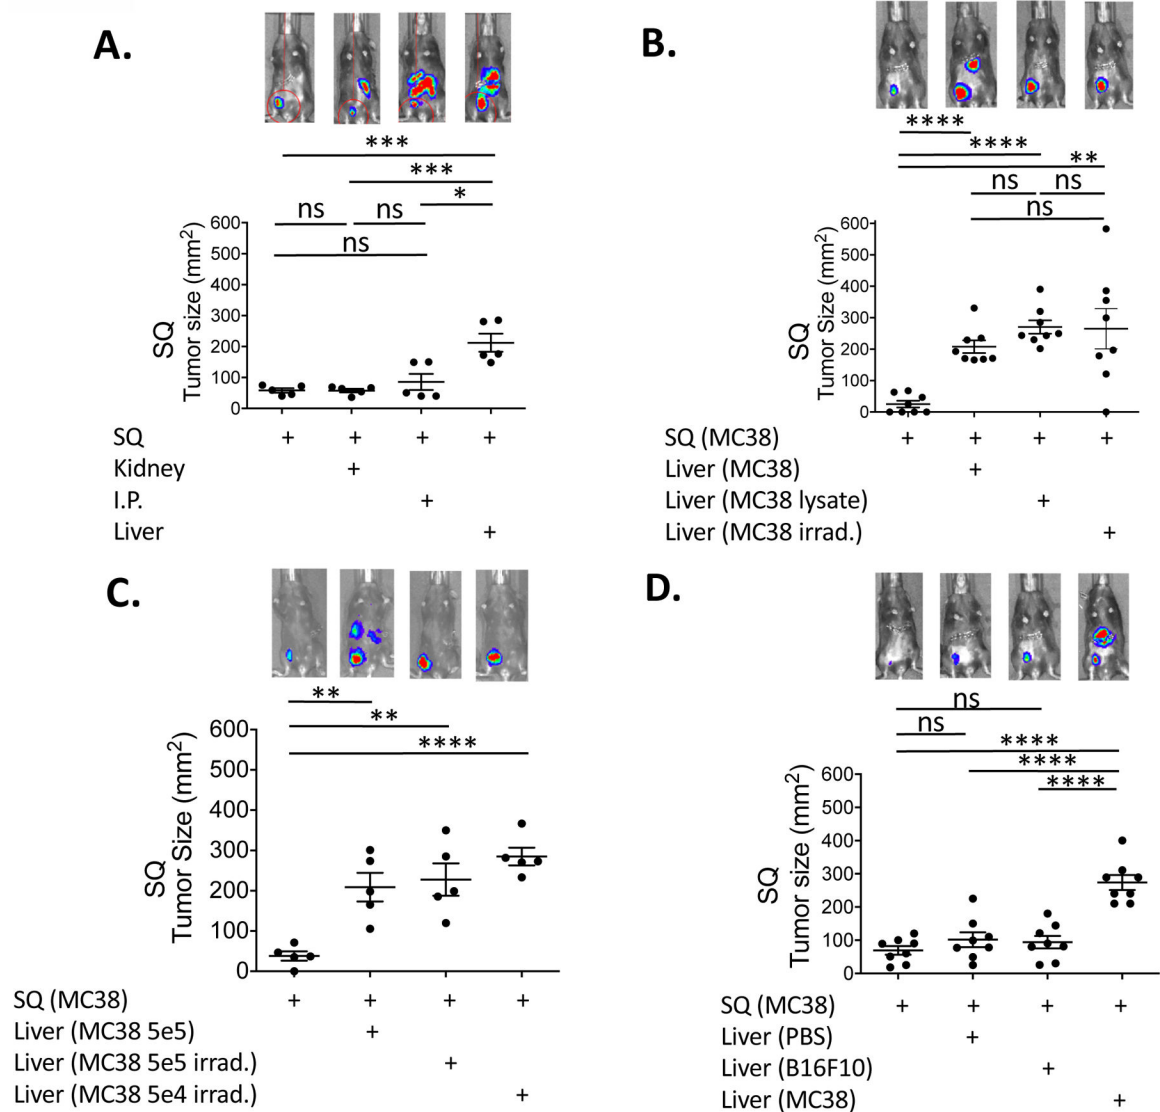 A.
***
***
*
ns
ns
ns
600
500
400
300
200
100
0
SQ
Tumor size (mm2)
SQ + + + +
Kidney +
I.P. +
Liver +
B.
****
****
**
ns
ns
ns
600
500
400
300
200
100
0
SQ
Tumor Size (mm2)
SQ (MC38) + + + +
Liver (MC38) +
Liver (MC38 lysate) +
Liver (MC38 irrad.) +
C.
**
**
****
600
500
400
300
200
100
0
SQ
Tumor Size (mm2)
SQ (MC38) + + + +
Liver (MC38 5e5) +
Liver (MC38 5e5 irrad.) +
Liver (MC38 5e4 irrad.) +
D.
ns
ns
****
****
****
600
500
400
300
200
100
0
SQ
Tumor size (mm2)
SQ (MC38) + + + +
Liver (PBS) +
Liver (B16F10) +
Liver (MC38) +